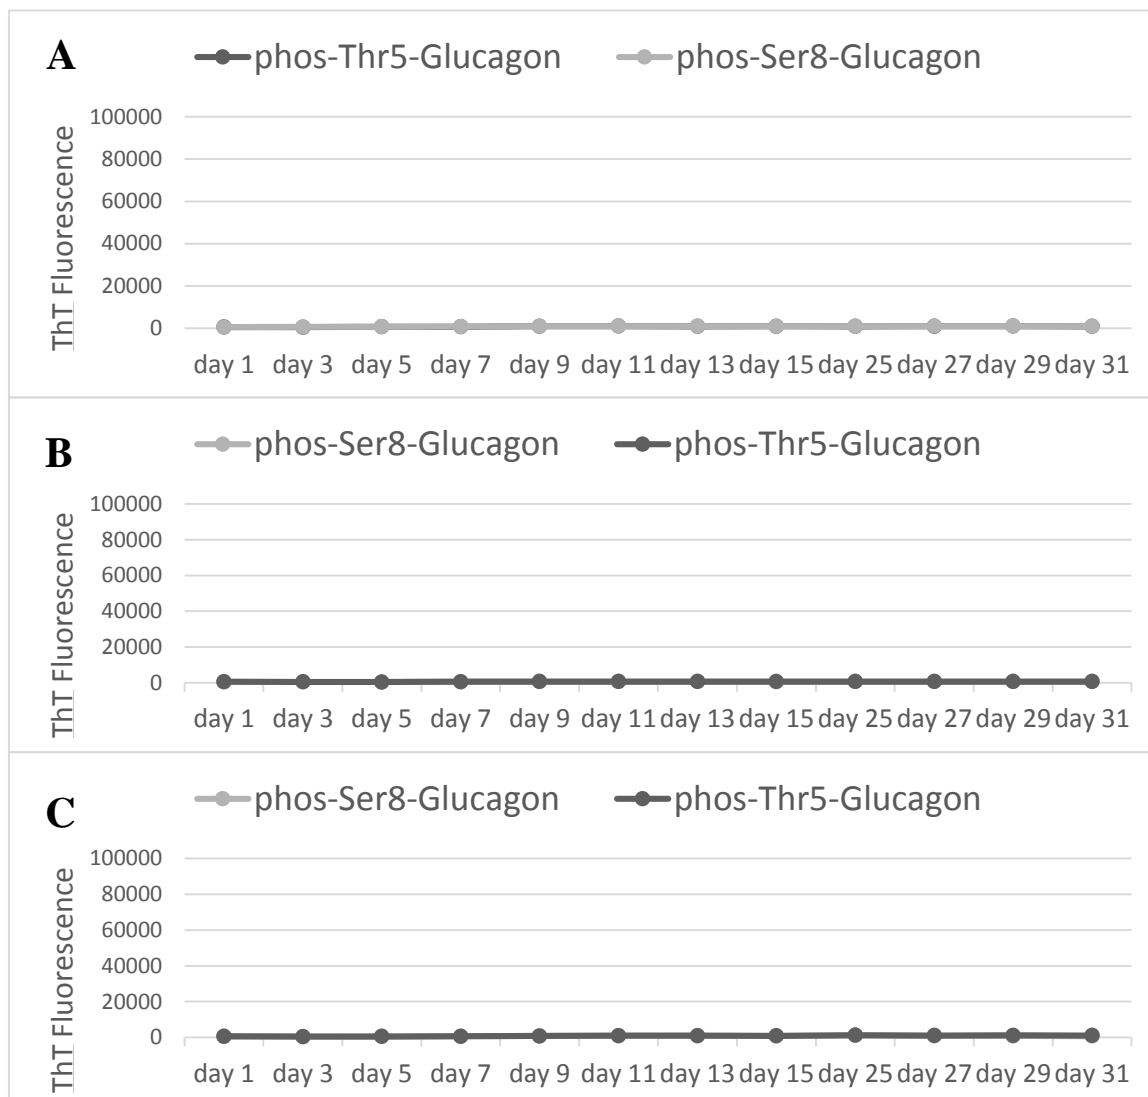 A
phos-Thr5-Glucagon phos-Ser8-Glucagon
ThT Fluorescence
100000
80000
60000
40000
20000
0
day 1 day 3 day 5 day 7 day 9 day 11 day 13 day 15 day 25 day 27 day 29 day 31
B
phos-Ser8-Glucagon phos-Thr5-Glucagon
ThT Fluorescence
100000
80000
60000
40000
20000
0
day 1 day 3 day 5 day 7 day 9 day 11 day 13 day 15 day 25 day 27 day 29 day 31
C
phos-Ser8-Glucagon phos-Thr5-Glucagon
ThT Fluorescence
100000
80000
60000
40000
20000
0
day 1 day 3 day 5 day 7 day 9 day 11 day 13 day 15 day 25 day 27 day 29 day 31